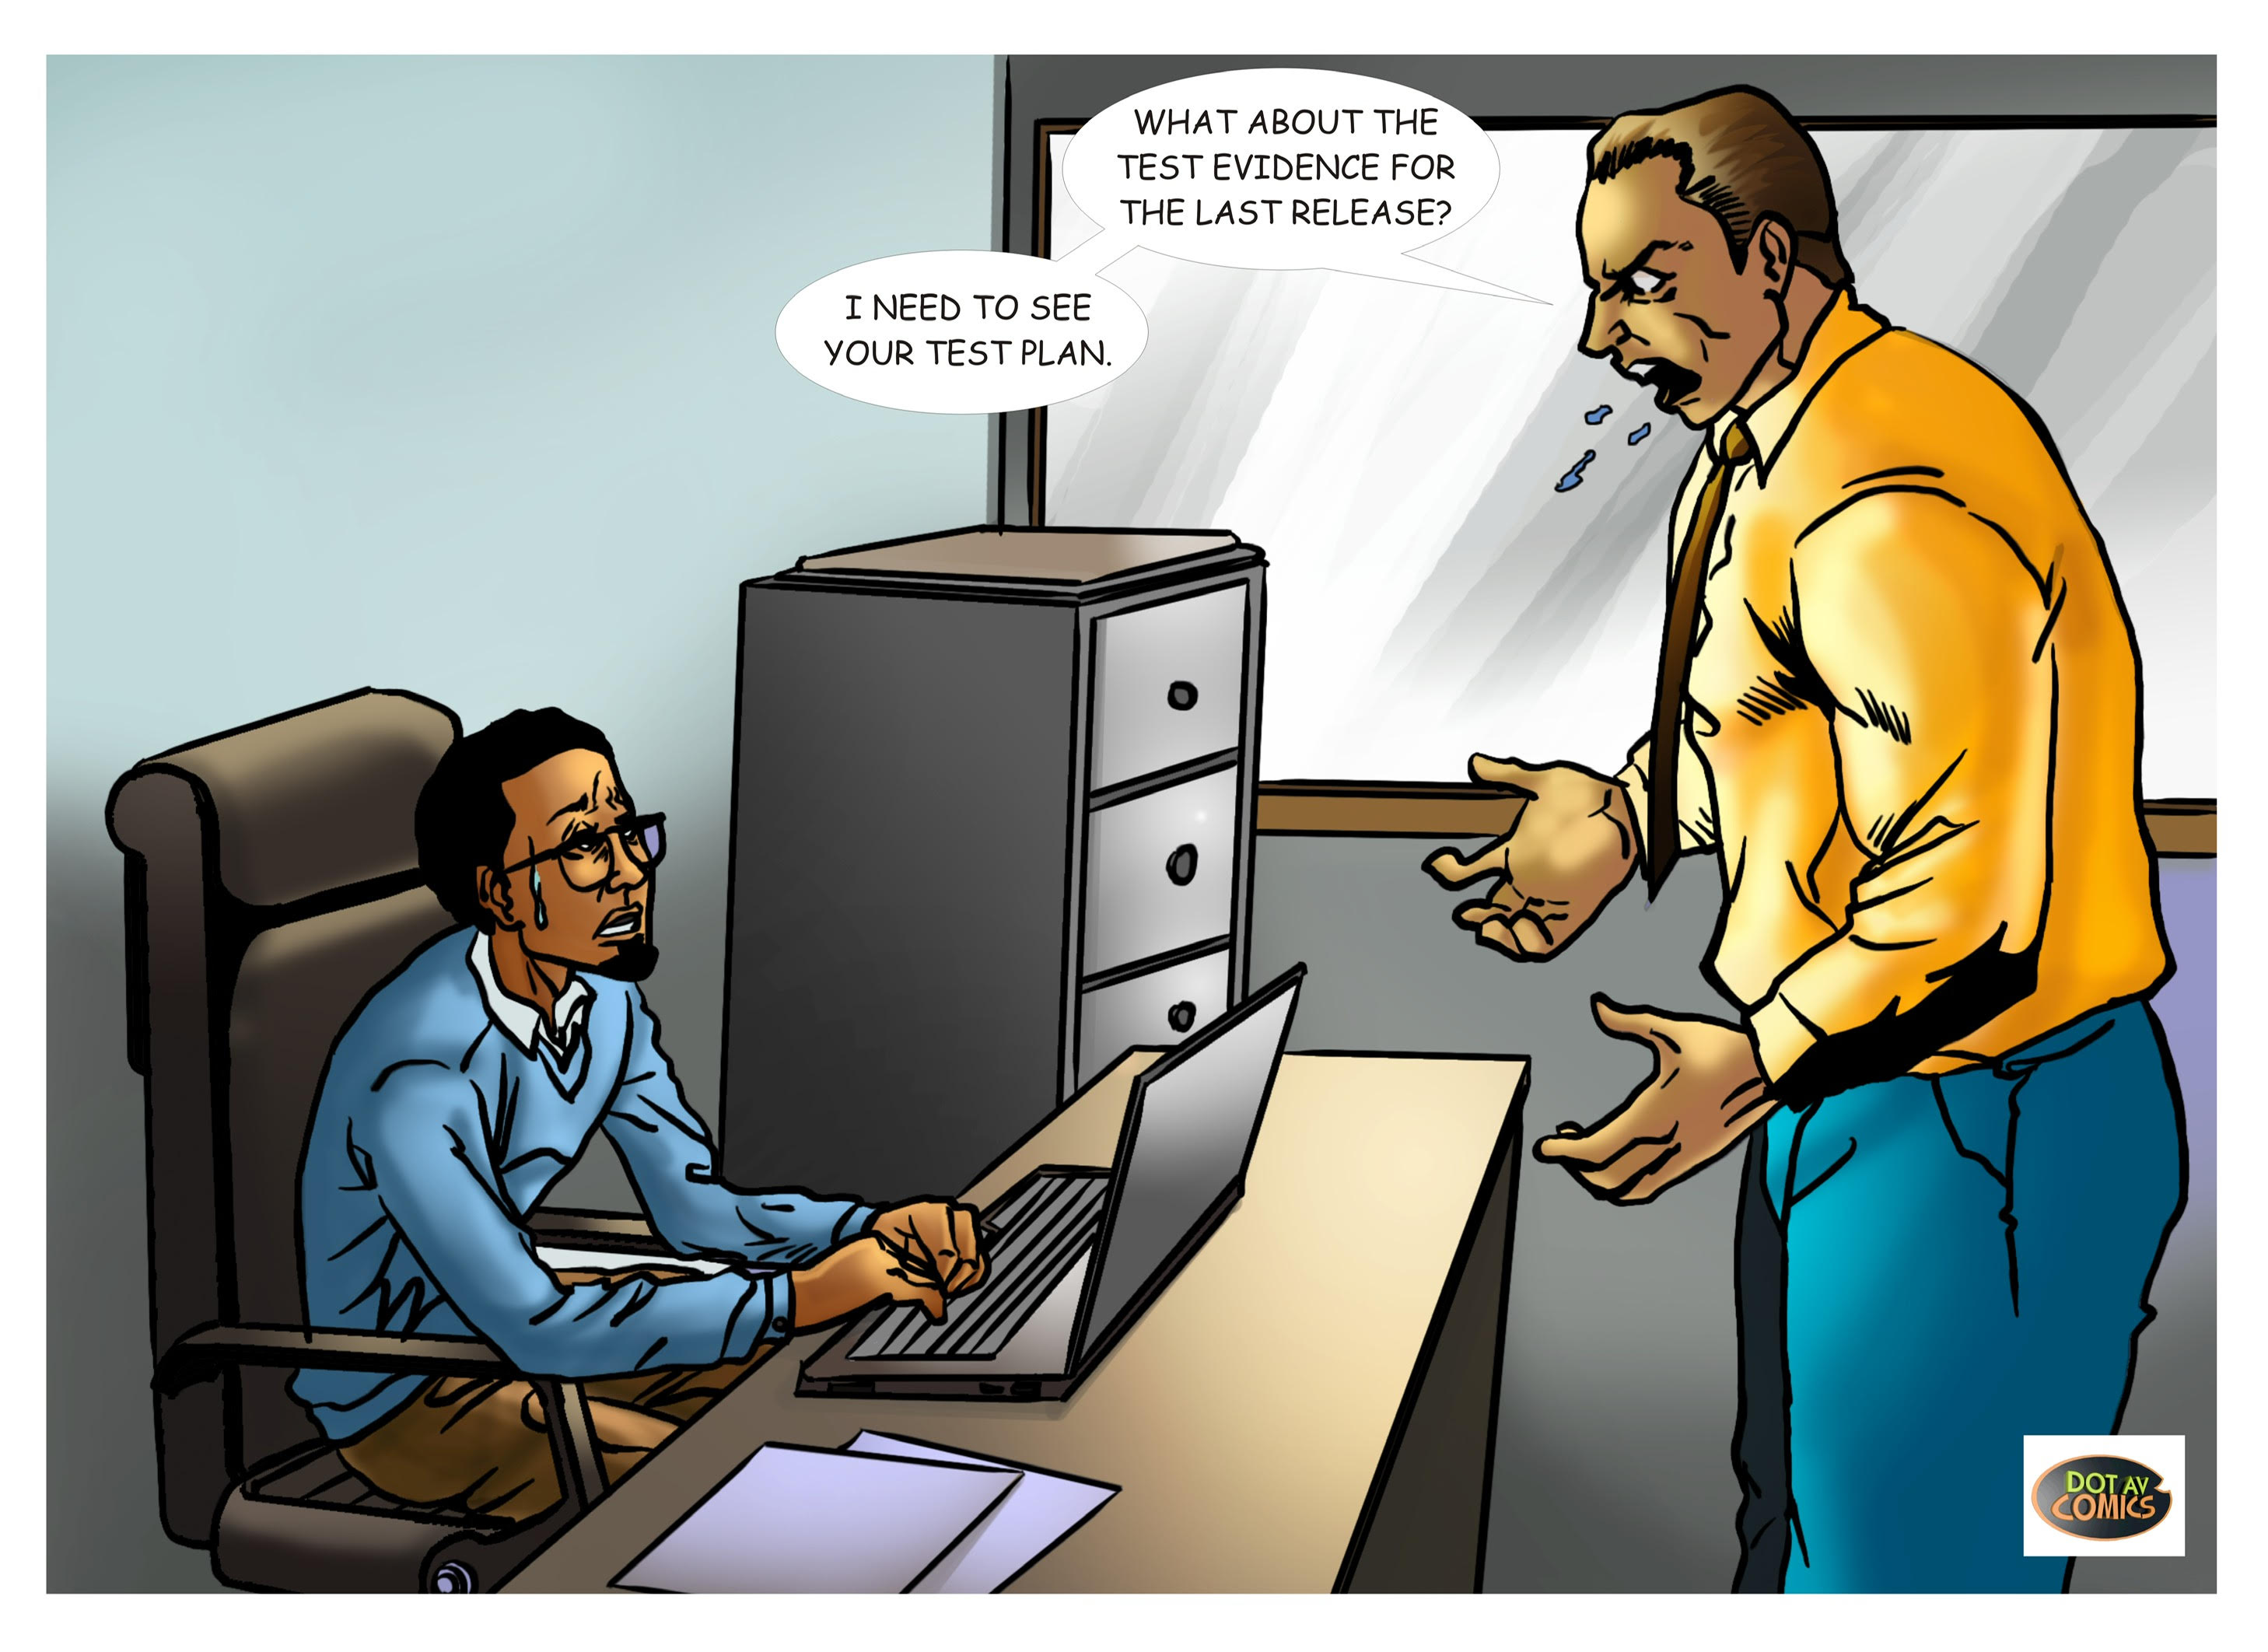 WHAT ABOUT THE
TEST EVIDENCE FOR
THE LAST RELEASE?
I NEED TO SEE
YOUR TEST PLAN.
DOT AV
COMICS